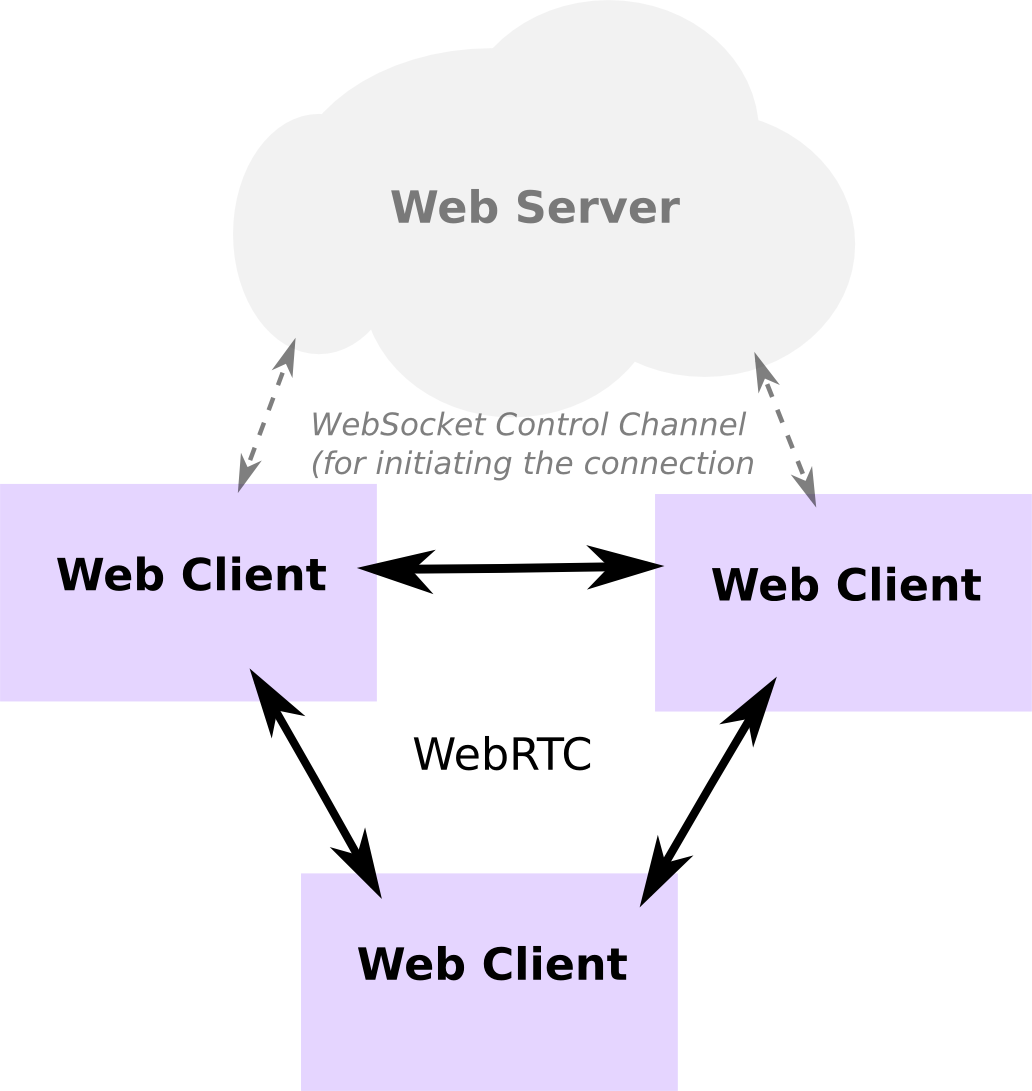 Web Server
WebSocket Control Channel
(for initiating the connection
Web Client
Web Client
WebRTC
Web Client